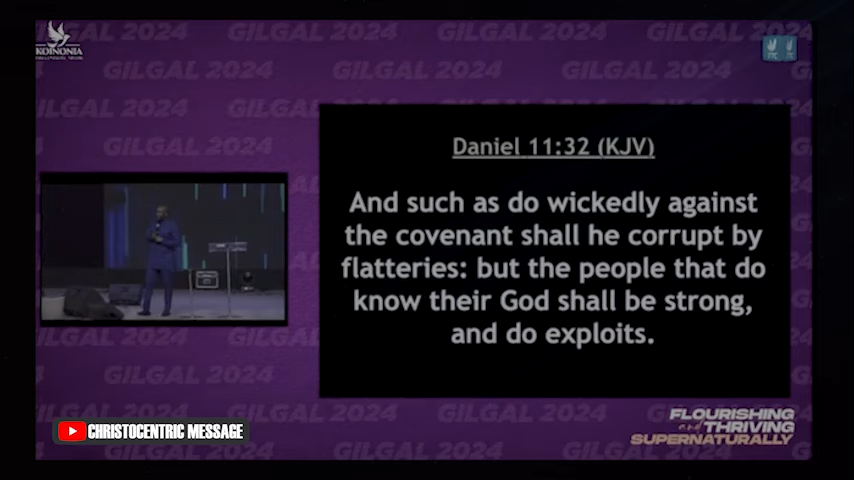 KOINONIA
GILGAL 2024
Daniel 11:32 (KJV)
And such as do wickedly against
the covenant shall he corrupt by
flatteries: but the people that do
know their God shall be strong,
and do exploits.
CHRISTOCENTRIC MESSAGE
FLOURISHING
and THRIVING
SUPERNATURALLY